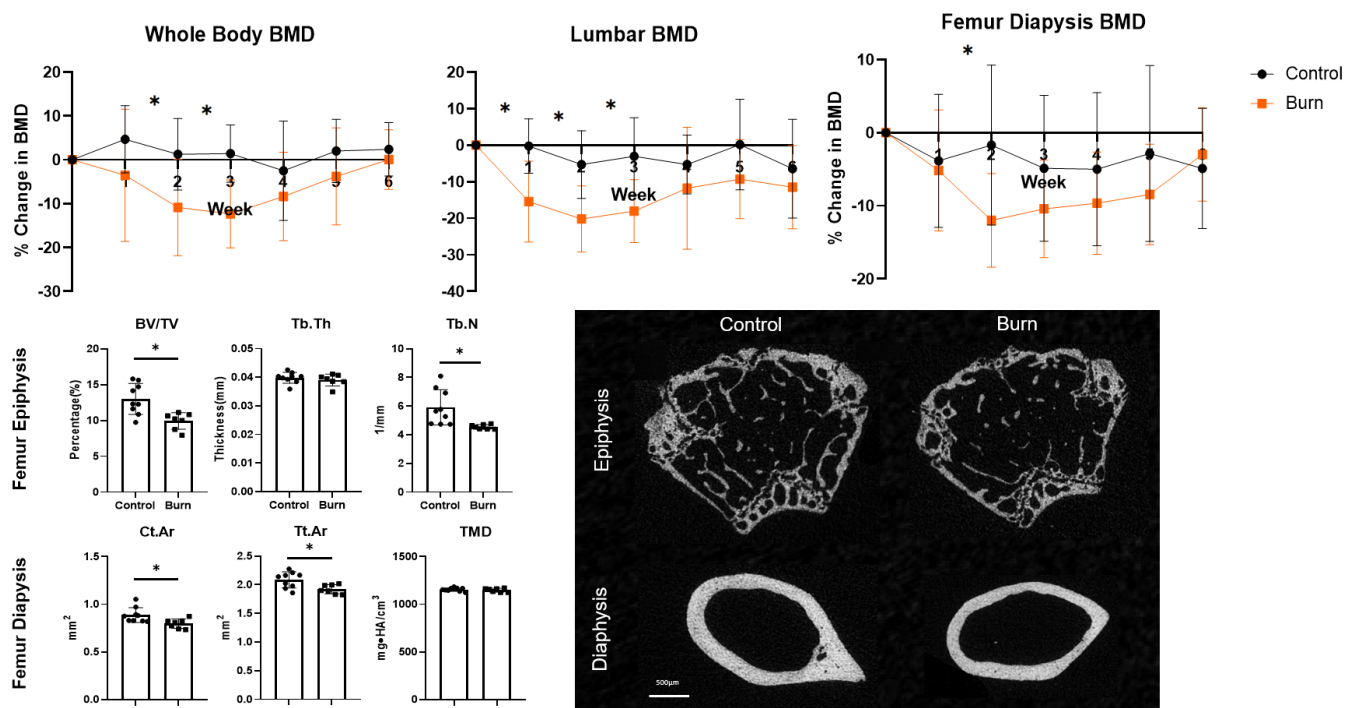 Whole Body BMD
% Change in BMD
20
10
0
-10
-20
-30
1 2 3 4 5 6
Week
*
*
Lumbar BMD
20
10
0
-10
-20
-30
-40
1 2 3 4 5 6
Week
*
*
*
Femur Diapysis BMD
% Change in BMD
10
0
-10
-20
1 2 3 4 5 6
Week
*
Control
Burn
Femur Epiphysis
BV/TV
Percentage(%)
20
15
10
5
0
*
Control Burn
Tb.Th
Thickness(mm)
0.05
0.04
0.03
0.02
0.01
0.00
Control Burn
Tb.N
1/mm
10
8
6
4
2
0
*
Control Burn
Femur Diapysis
Ct.Ar
mm²
1.5
1.0
0.5
0.0
*
Tt.Ar
mm²
2.5
2.0
1.5
1.0
0.5
0.0
*
TMD
mg•HA/cm³
1500
1000
500
0
Control Burn
Epiphysis
Diaphysis
500μm